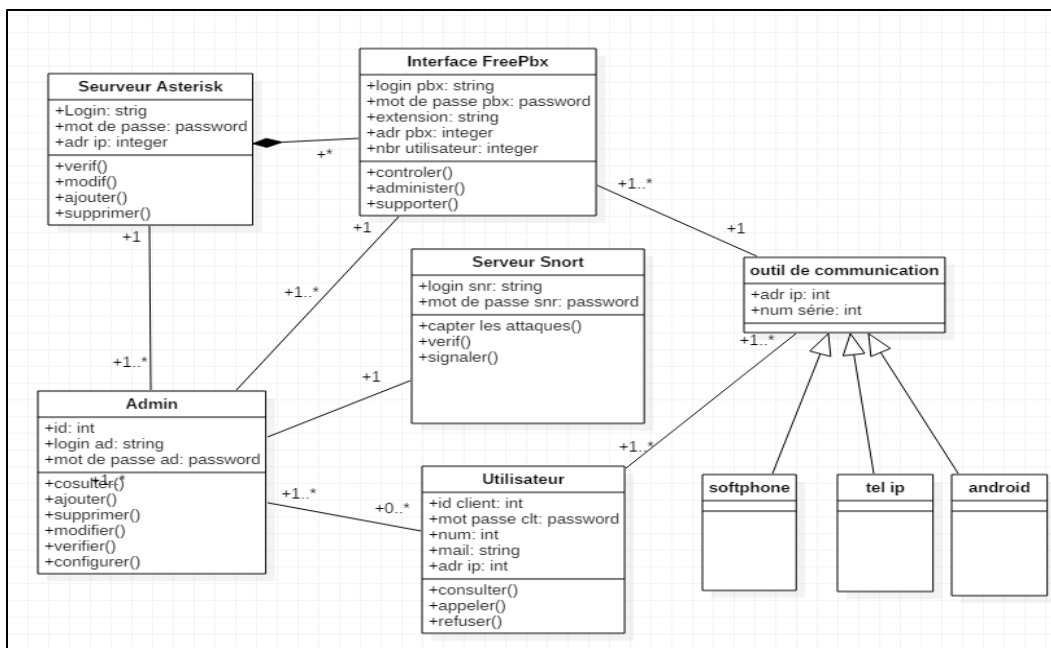 Seurveur Asterisk
+Login: strig
+mot de passe: password
+adr ip: integer
+verif()
+modif()
+ajouter()
+supprimer()
Interface FreePbx
+login pbx: string
+mot de passe pbx: password
+extension: string
+adr pbx: integer
+nbr utilisateur: integer
+controler()
+administer()
+supporter()
+*
+1..*
+1
+1
+1
+1..*
+1..*
Serveur Snort
+login snr: string
+mot de passe snr: password
+capter les attaques()
+verif()
+signaler()
+1
outil de communication
+adr ip: int
+num série: int
+1..*
+1..*
Admin
+id: int
+login ad: string
+mot de passe ad: password
+1..*
+cosulter()
+ajouter()
+supprimer()
+modifier()
+verifier()
+configurer()
+1..*
+0..*
Utilisateur
+id client: int
+mot passe clt: password
+num: int
+mail: string
+adr ip: int
+consulter()
+appeler()
+refuser()
softphone
tel ip
android